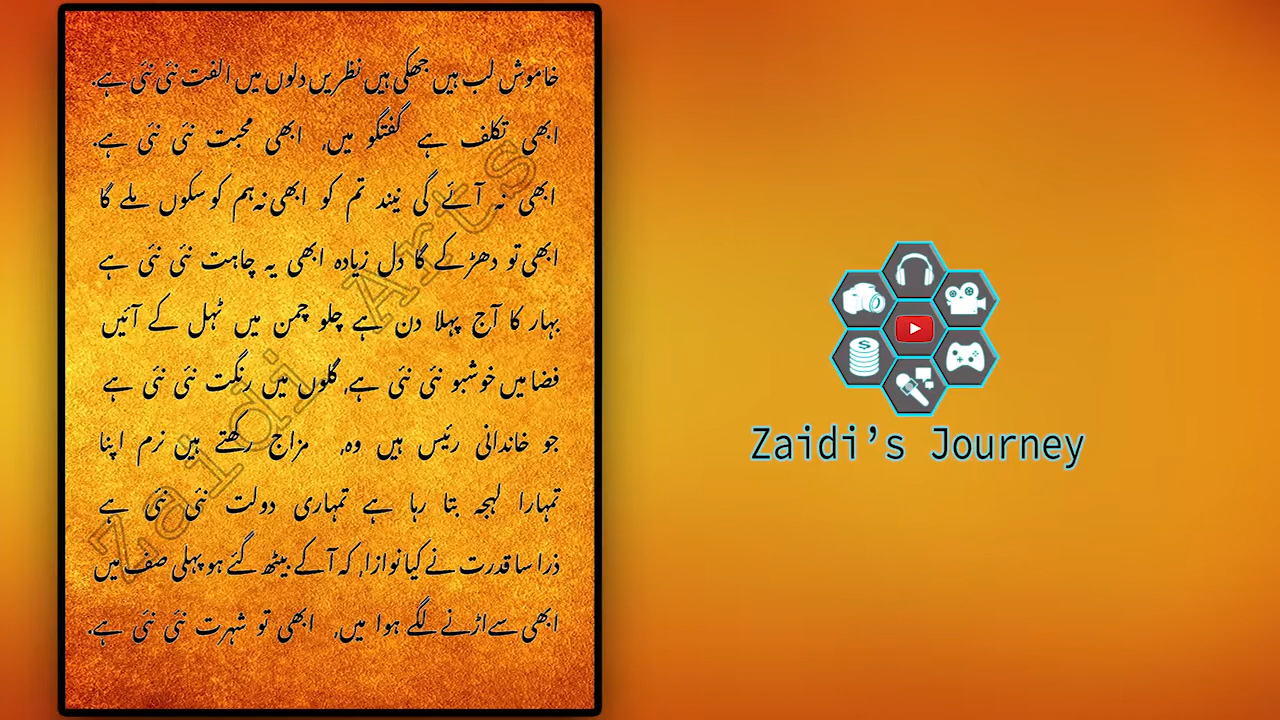 خاموش لب ہیں جھکی ہیں نظریں دلوں میں الفت نئی نئی ہے.
ابھی تکلف ہے گفتگو میں, ابھی محبت نئی نئی ہے.
ابھی نہ آئے گی نیند تم کو ابھی نہ ہم کو سکوں ملے گا
ابھی تو دھڑکے گا دل زیادہ ابھی یہ چاہت نئی نئی ہے
بہار کا آج پہلا دن ہے چلو چمن میں ٹہل کے آئیں
فضا میں خوشبو نئی نئی ہے, گلوں میں رنگت نئی نئی ہے
جو خاندانی رئیس ہیں وہ, مزاج رکھتے ہین نرم اپنا
تمہارا لہجہ بتا رہا ہے تمہاری دولت نئی نئی ہے
ذرا سا قدرت نے کیا نوازا, کہ آکے بیٹھ گئے ہو پہلی صف میں
ابھی سے اڑنے لگے ہوا میں, ابھی تو شہرت نئی نئی ہے.
Zaidi Arts
Zaidi's Journey